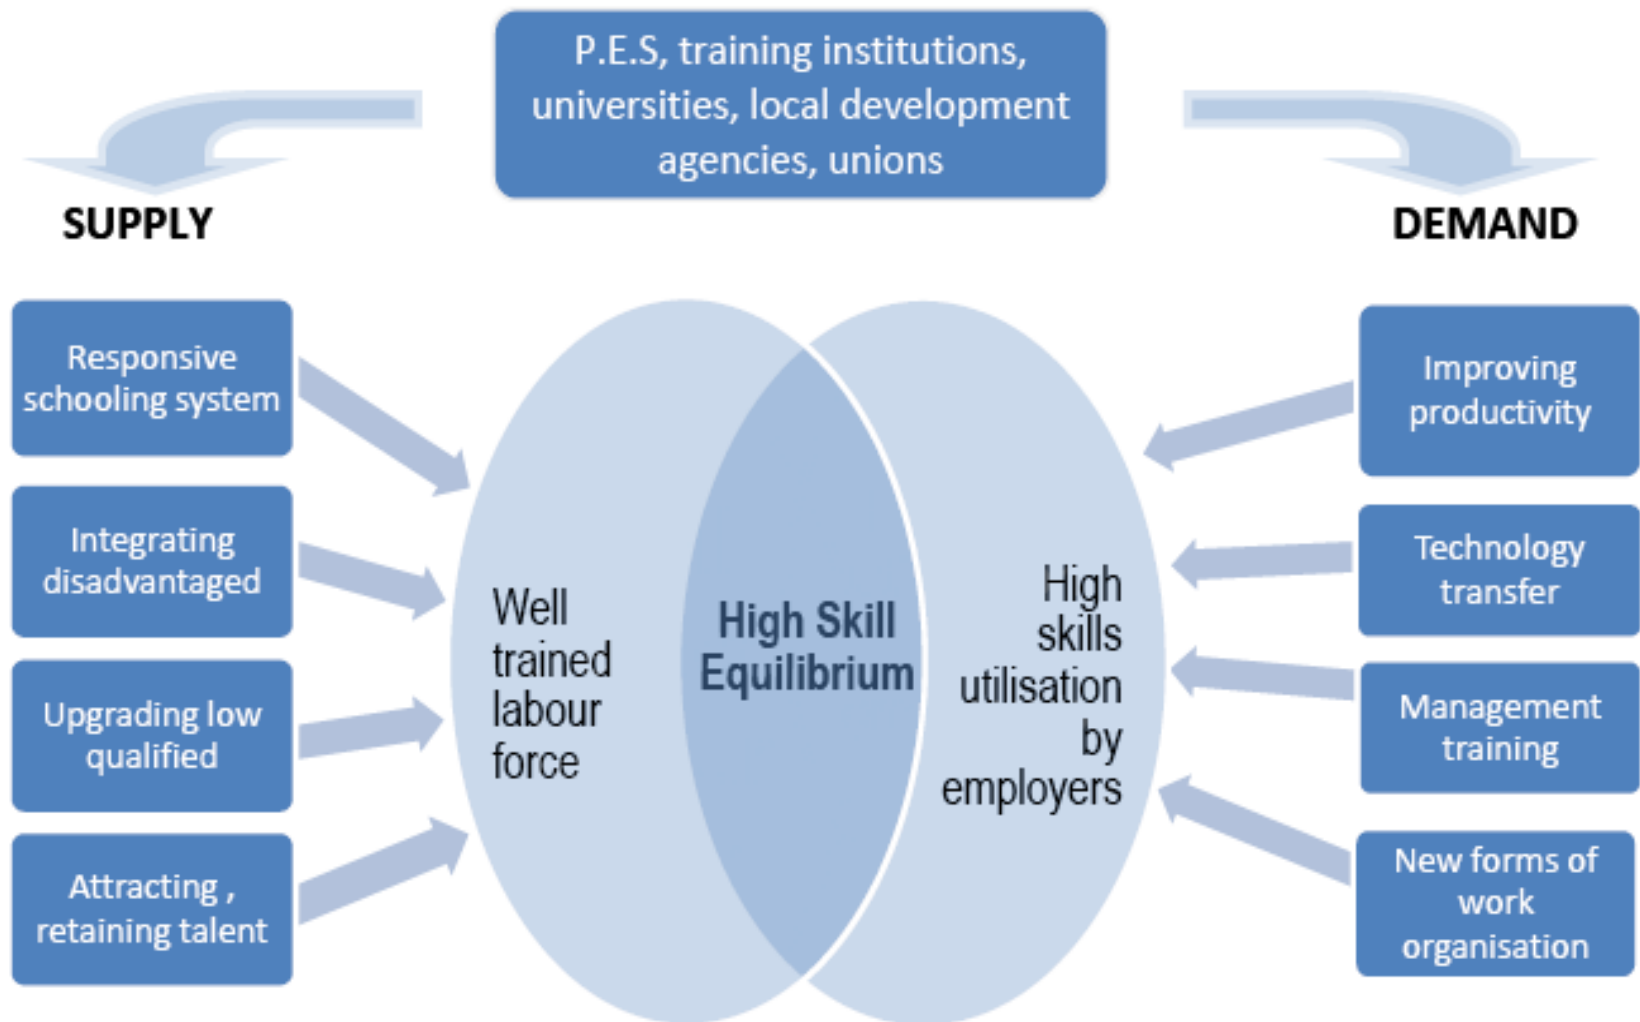 P.E.S, training institutions,
universities, local development
agencies, unions
SUPPLY
DEMAND
Responsive
schooling system
Integrating
disadvantaged
Upgrading low
qualified
Attracting ,
retaining talent
Well
trained
labour
force
High Skill
Equilibrium
High
skills
utilisation
by
employers
Improving
productivity
Technology
transfer
Management
training
New forms of
work
organisation